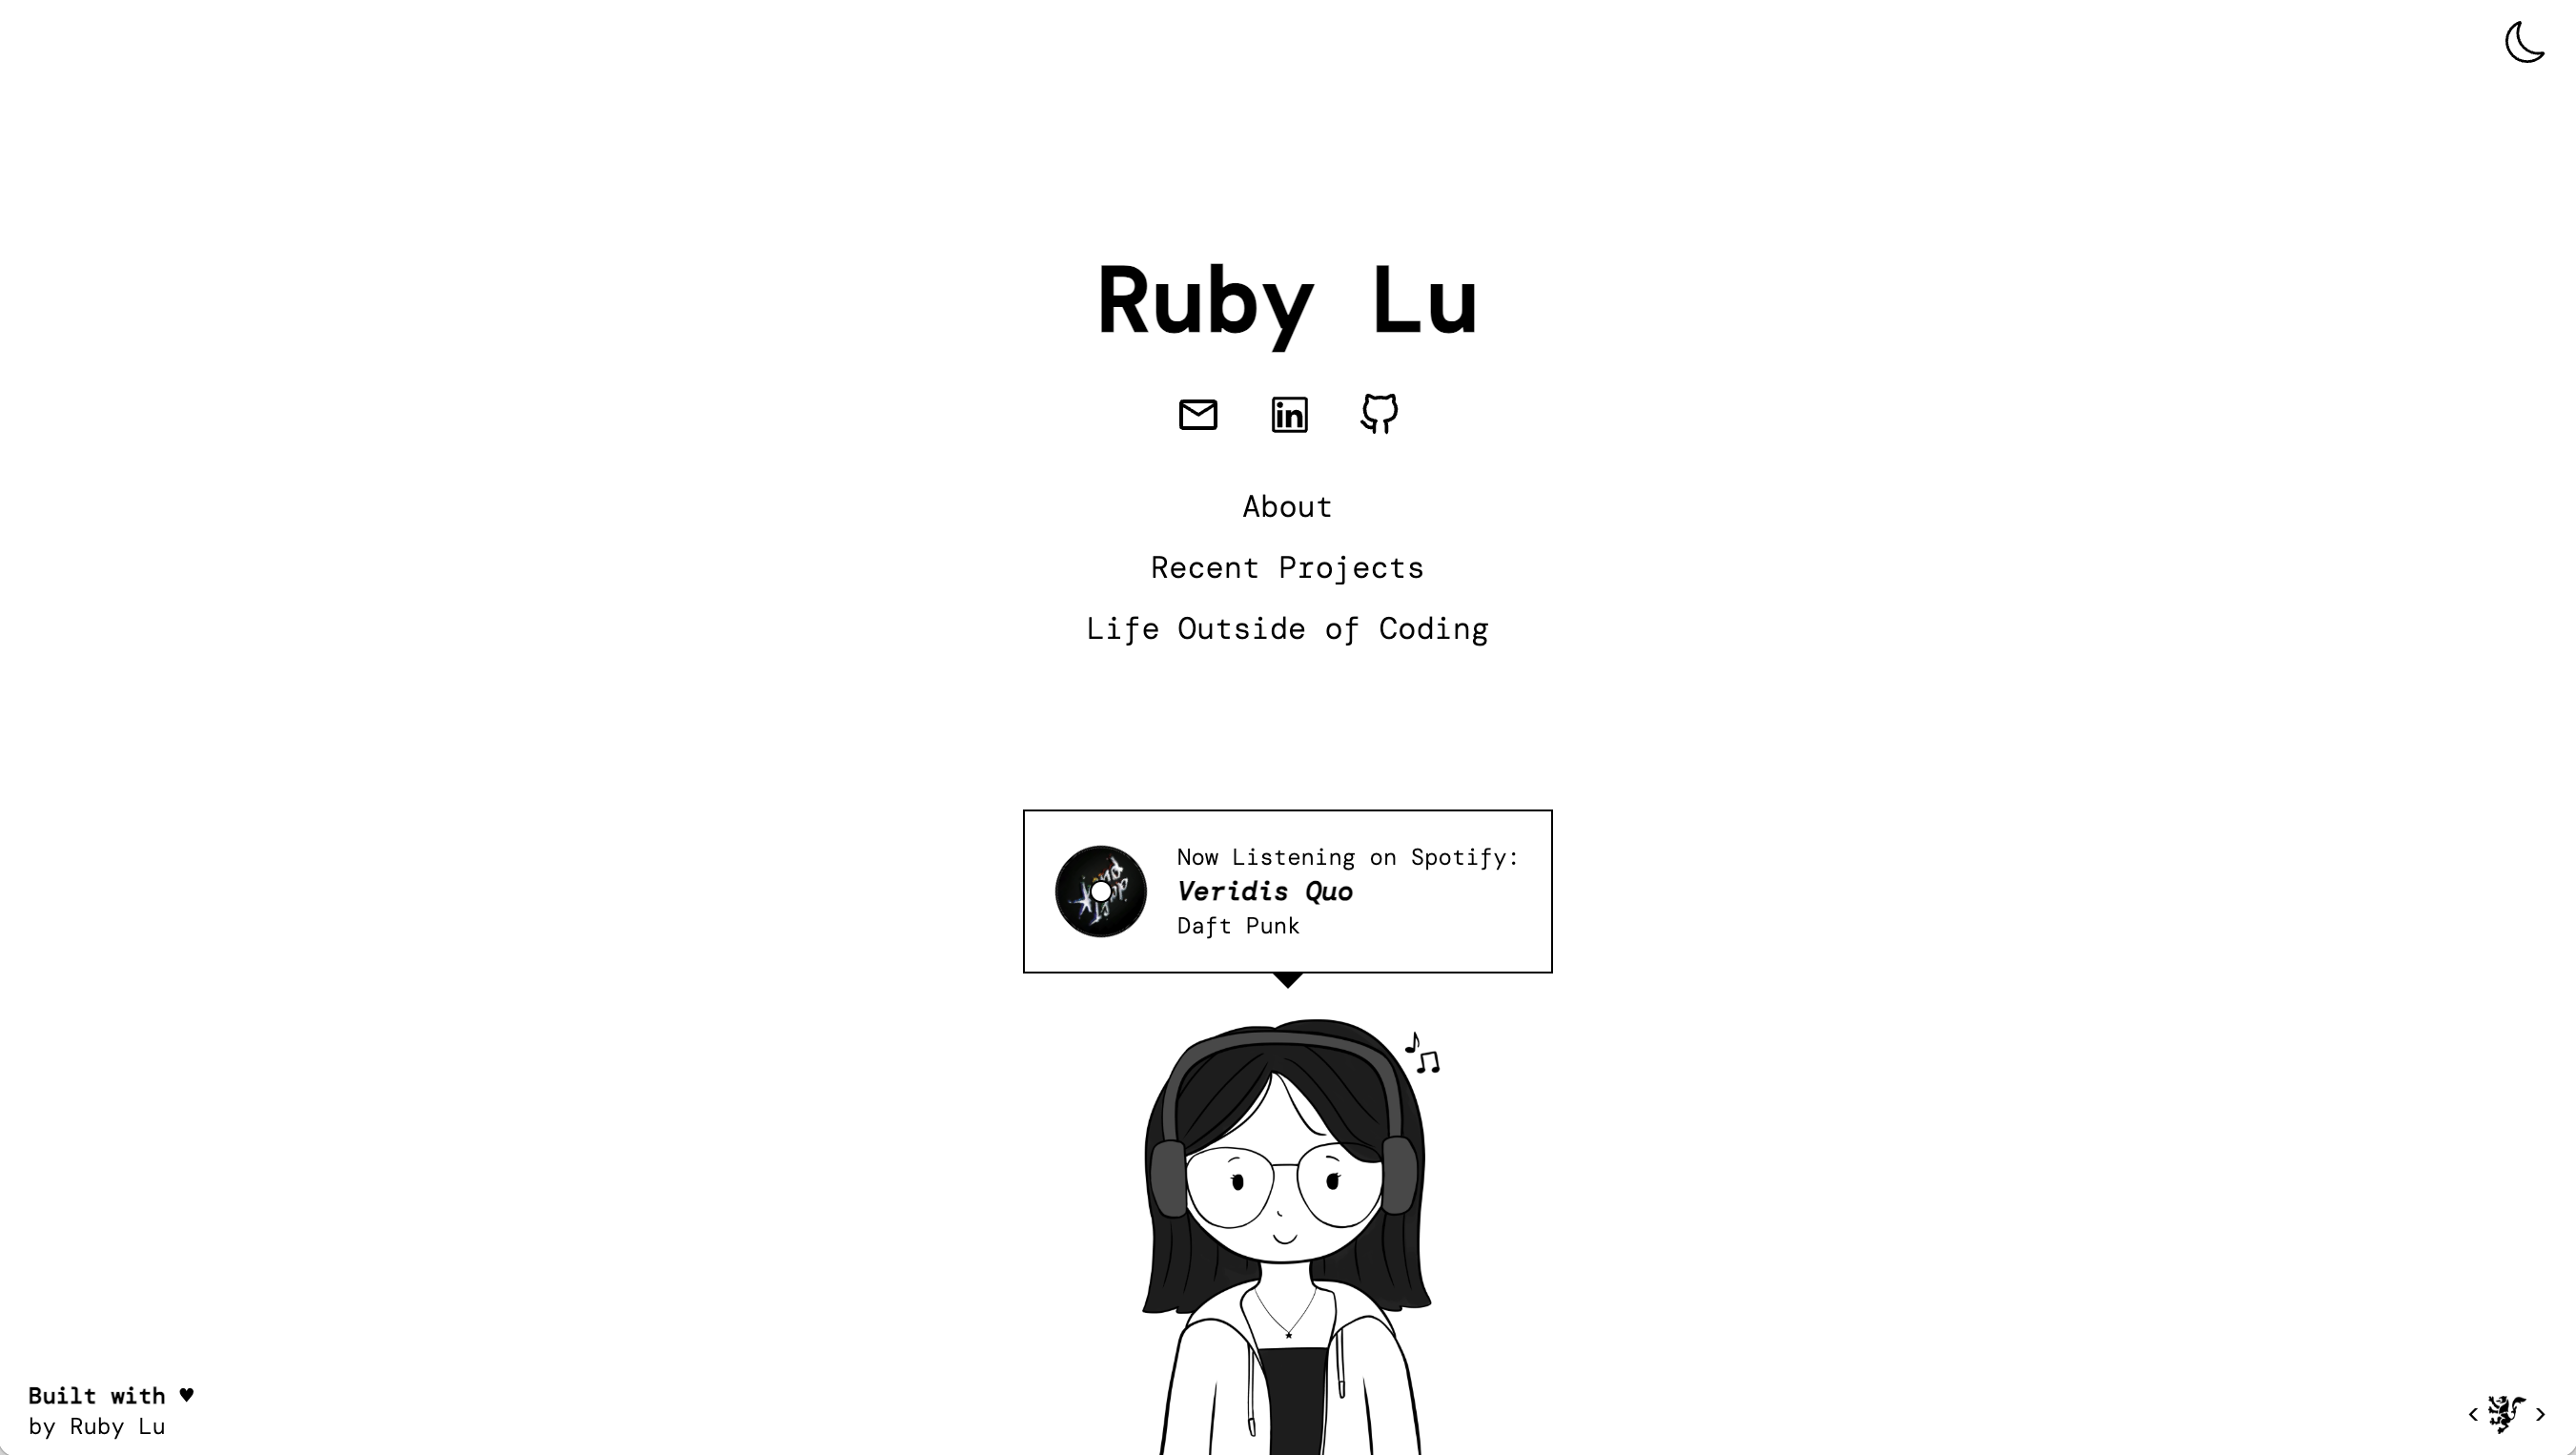 Ruby Lu
in
About
Recent Projects
Life Outside of Coding
Now Listening on Spotify:
Veridis Quo
Daft Punk
Built with ♥
by Ruby Lu